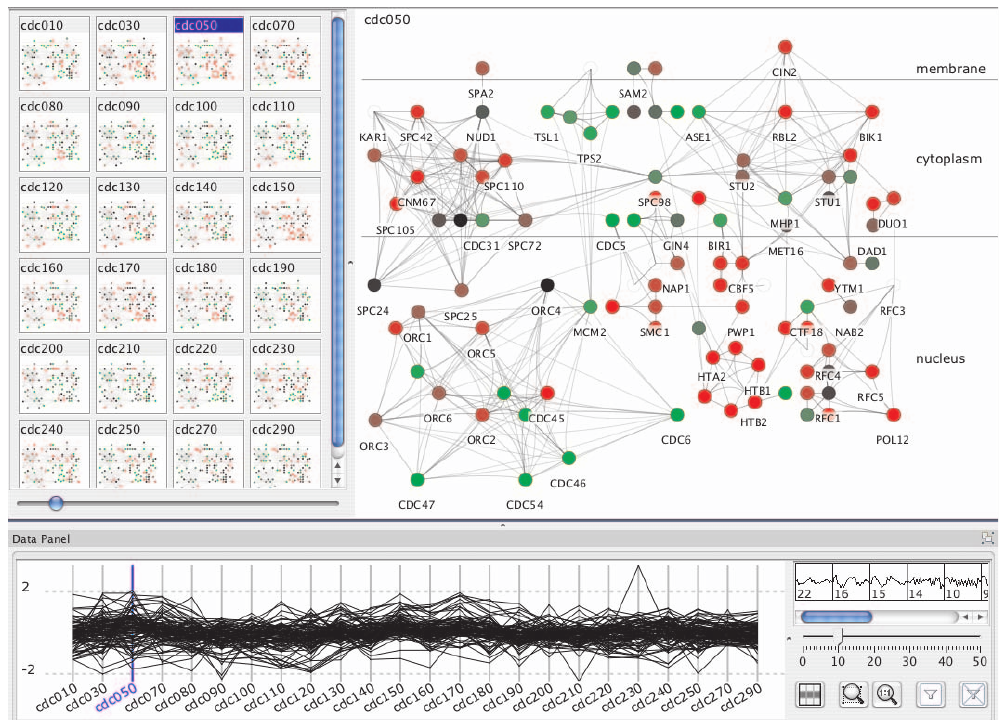 cdc010 cdc030 cdc050 cdc070
cdc080 cdc090 cdc100 cdc110
cdc120 cdc130 cdc140 cdc150
cdc160 cdc170 cdc180 cdc190
cdc200 cdc210 cdc220 cdc230
cdc240 cdc250 cdc270 cdc290
cdc050
CIN2
membrane
SPA2 SAM2
KAR1 SPC42 NUD1 TSL1 ASE1 RBL2 BIK1
TPS2
cytoplasm
SPC110 STU2
CNM67 SPC98 STU1
SPC105 MHP1 DUO1
CDC31 SPC72 CDC5 GIN4 BIR1 MET16 DAD1
NAP1 CBF5 YTM1
SPC24 SPC25 ORC4 RFC3
ORC1 MCM2 SMC1 PWP1 CTF18 NAB2
ORC5 nucleus
HTA2 RFC4
HTB1 RFC5
ORC6 CDC45 HTB2 RFC1
ORC3 ORC2 CDC6 POL12
CDC46
CDC47 CDC54
Data Panel
2
-2
cdc010 cdc030 cdc050 cdc070 cdc080 cdc090 cdc100 cdc110 cdc120 cdc130 cdc140 cdc150 cdc160 cdc170 cdc180 cdc190 cdc200 cdc210 cdc220 cdc230 cdc240 cdc250 cdc270 cdc290
22 16 15 14 10 9
0 10 20 30 40 50
1:1